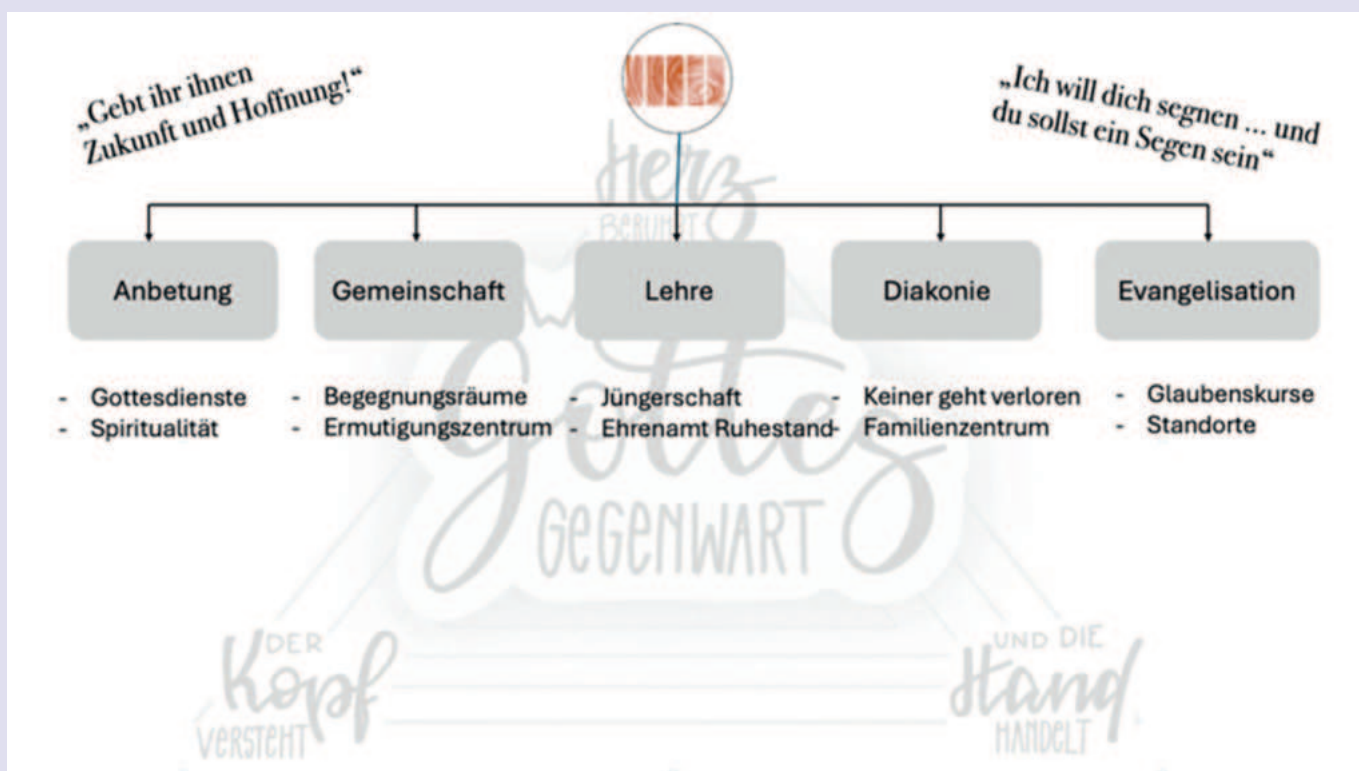 „Gebt ihr ihnen
Zukunft und Hoffnung!“
„Ich will dich segnen ... und
du sollst ein Segen sein“
Herz
BERÜHRT
Anbetung
Gemeinschaft
Lehre
Diakonie
Evangelisation
- Gottesdienste
- Spiritualität
- Begegnungsräume
- Ermutigungszentrum
- Jüngerschaft
- Ehrenamt Ruhestand
- Keiner geht verloren
- Familienzentrum
- Glaubenskurse
- Standorte
Gottes
GEGENWART
DER
Kopf
VERSTEHT
UND DIE
Hand
HANDELT